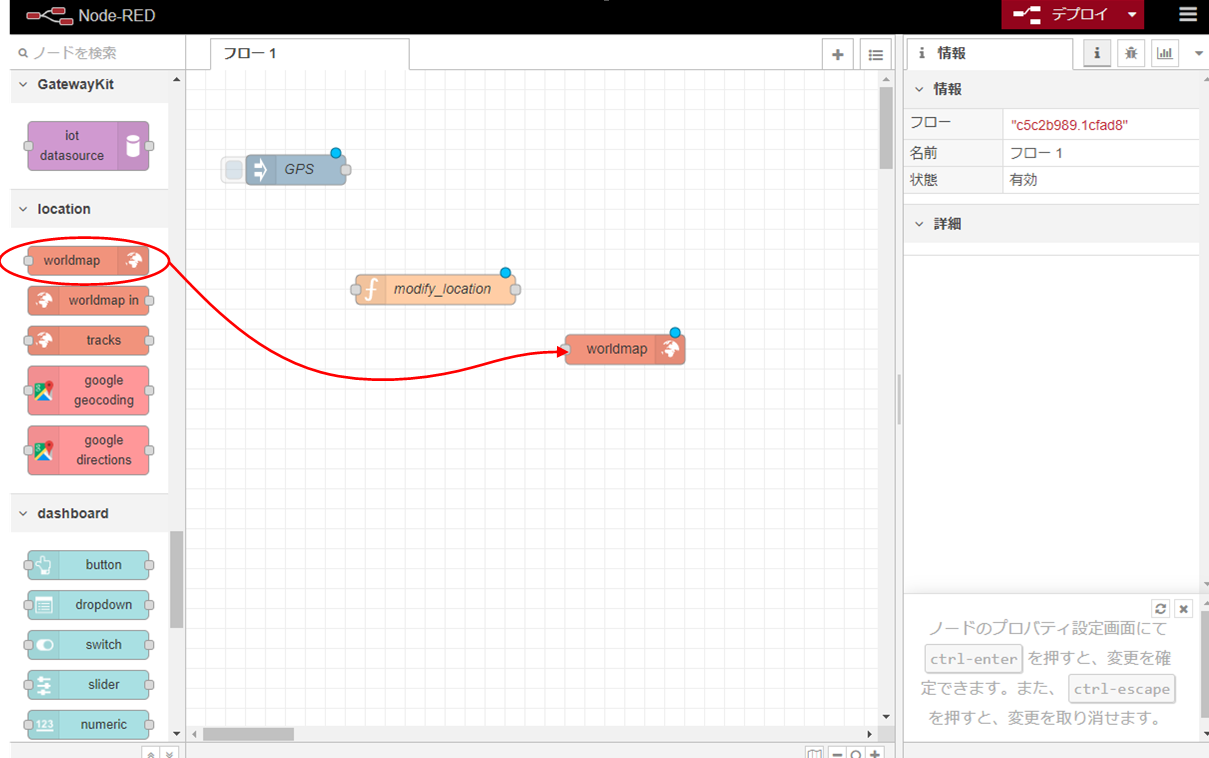 Node-RED
デプロイ
ノードを検索
フロー 1
情報
GatewayKit
iot
datasource
location
worldmap
worldmap in
tracks
google
geocoding
google
directions
dashboard
button
dropdown
switch
slider
123
numeric
GPS
modify_location
worldmap
情報
フロー
"c5c2b989.1cfad8"
名前
フロー 1
状態
有効
詳細
ノードのプロパティ設定画面にて
ctrl-enter を押すと、変更を確
定できます。また、 ctrl-escape
を押すと、変更を取り消せます。